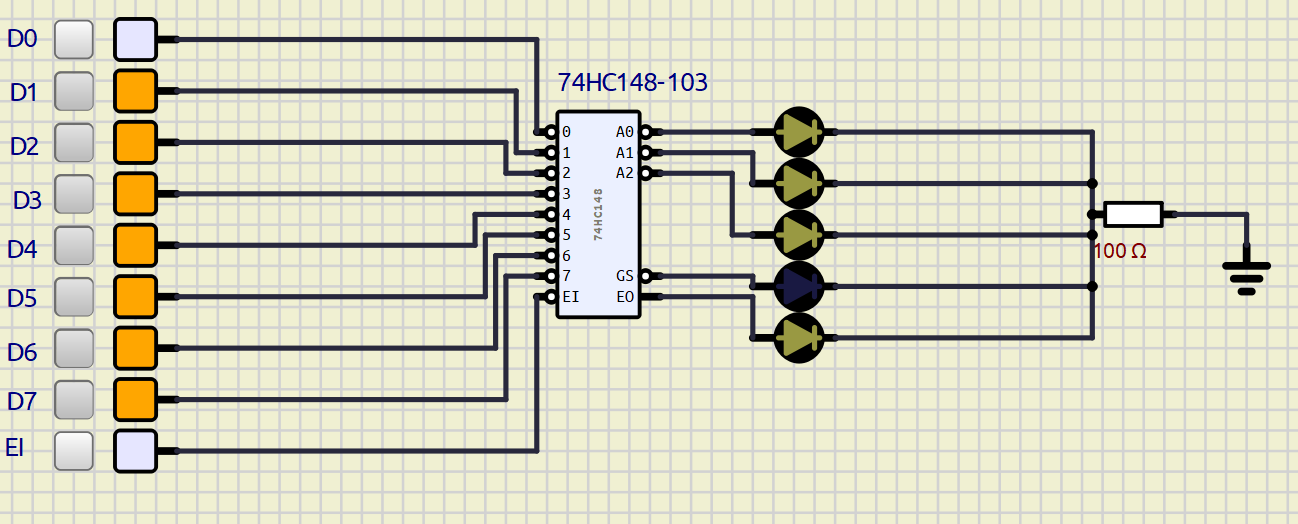 D0
D1
D2
D3
D4
D5
D6
D7
EI
74HC148-103
0 A0
1 A1
2 A2
3
4
5
6
7 GS
EI EO
74HC148
100 Ω